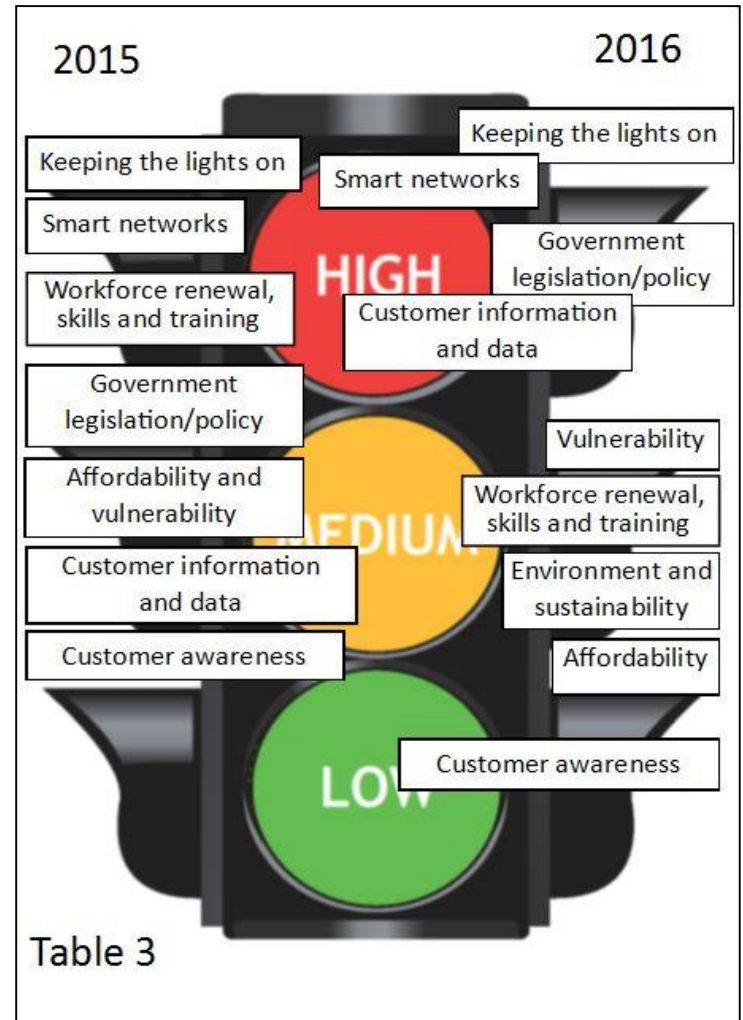 2015
2016
Keeping the lights on
Smart networks
Workforce renewal,
skills and training
Government
legislation/policy
Affordability and
vulnerability
Customer information
and data
Customer awareness
Keeping the lights on
Smart networks
Government
legislation/policy
Customer information
and data
Vulnerability
Workforce renewal,
skills and training
Environment and
sustainability
Affordability
Customer awareness
HIGH
MEDIUM
LOW
Table 3